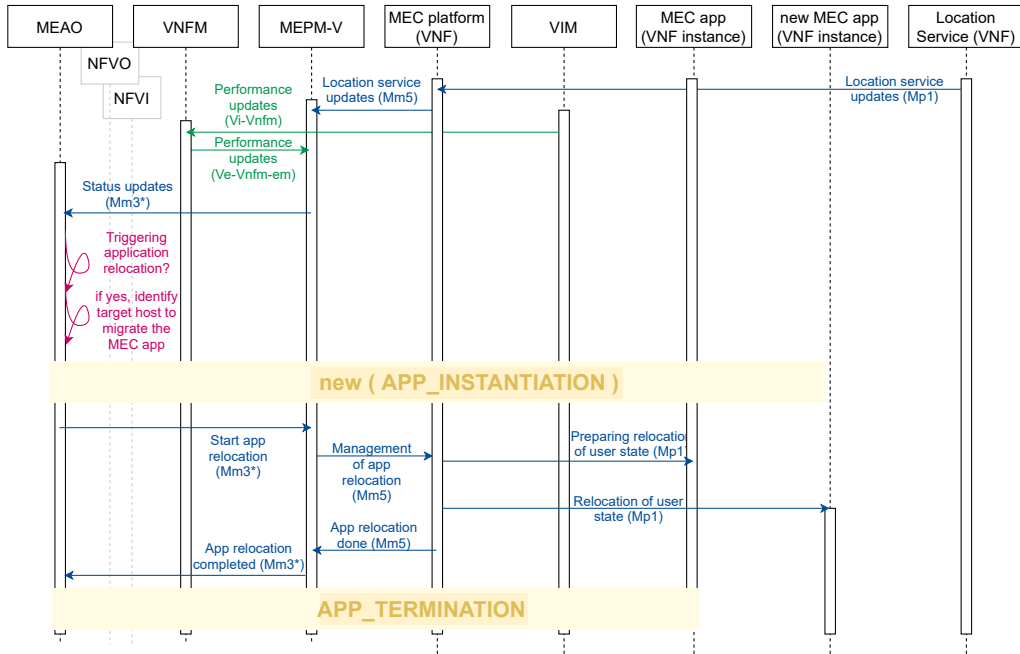 MEAO
VNFM
MEPM-V
MEC platform
(VNF)
VIM
MEC app
(VNF instance)
new MEC app
(VNF instance)
Location
Service (VNF)
NFVO
NFVI
Location service
updates (Mp1)
Location service
updates (Mm5)
Performance
updates
(Vi-Vnfm)
Performance
updates
(Ve-Vnfm-em)
Status updates
(Mm3*)
Triggering
application
relocation?
if yes, identify
target host to
migrate the
MEC app
new ( APP_INSTANTIATION )
Start app
relocation
(Mm3*)
Management
of app
relocation
(Mm5)
Preparing relocation
of user state (Mp1)
Relocation of user
state (Mp1)
App relocation
done (Mm5)
App relocation
completed (Mm3*)
APP_TERMINATION